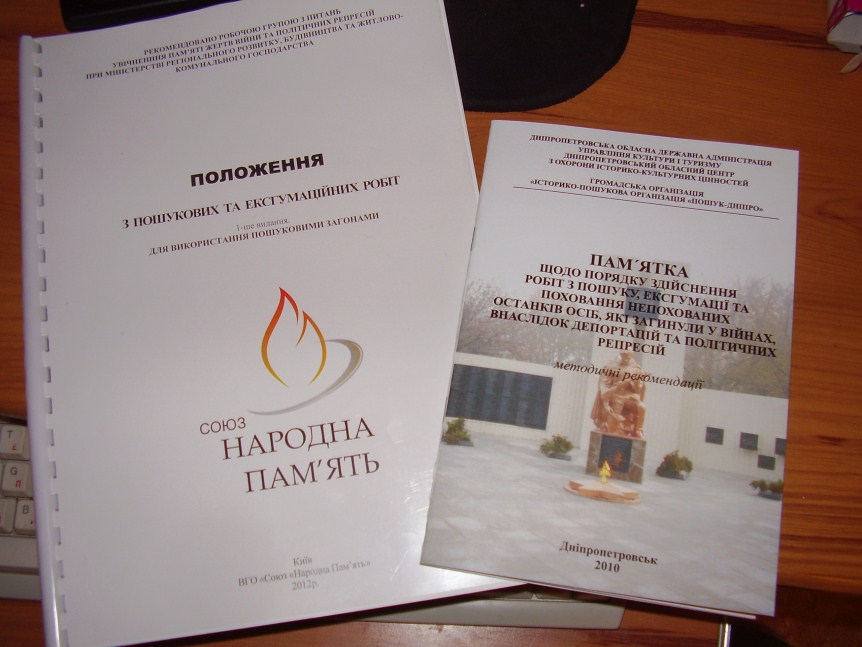 РЕКОМЕНДОВАНО РОБОЧОЮ ГРУПОЮ З ПИТАНЬ
УВІЧНЕННЯ ПАМ'ЯТІ ЖЕРТВ ВІЙНИ ТА ПОЛІТИЧНИХ РЕПРЕСІЙ
ПРИ МІНІСТЕРСТВІ РЕГІОНАЛЬНОГО РОЗВИТКУ, БУДІВНИЦТВА ТА ЖИТЛОВО-
КОМУНАЛЬНОГО ГОСПОДАРСТВА
ПОЛОЖЕННЯ
З ПОШУКОВИХ ТА ЕКСГУМАЦІЙНИХ РОБІТ
1-ше видання.
ДЛЯ ВИКОРИСТАННЯ ПОШУКОВИМИ ЗАГОНАМИ
СОЮЗ
НАРОДНА
ПАМ'ЯТЬ
Київ
ВГО «Союз «Народна Пам'ять»
2012р.
ДНІПРОПЕТРОВСЬКА ОБЛАСНА ДЕРЖАВНА АДМІНІСТРАЦІЯ
УПРАВЛІННЯ КУЛЬТУРИ І ТУРИЗМУ
ДНІПРОПЕТРОВСЬКИЙ ОБЛАСНИЙ ЦЕНТР
З ОХОРОНИ ІСТОРИКО-КУЛЬТУРНИХ ЦІННОСТЕЙ
ГРОМАДСЬКА ОРГАНІЗАЦІЯ
«ІСТОРИКО-ПОШУКОВА ОРГАНІЗАЦІЯ «ПОШУК-ДНІПРО»
ПАМ´ЯТКА
ЩОДО ПОРЯДКУ ЗДІЙСНЕННЯ
РОБІТ З ПОШУКУ, ЕКСГУМАЦІЇ ТА
ПОХОВАННЯ НЕПОХОВАНИХ
ОСТАНКІВ ОСІБ, ЯКІ ЗАГИНУЛИ У ВІЙНАХ,
ВНАСЛІДОК ДЕПОРТАЦІЙ ТА ПОЛІТИЧНИХ
РЕПРЕСІЙ
методичні рекомендації
Дніпропетровськ
2010